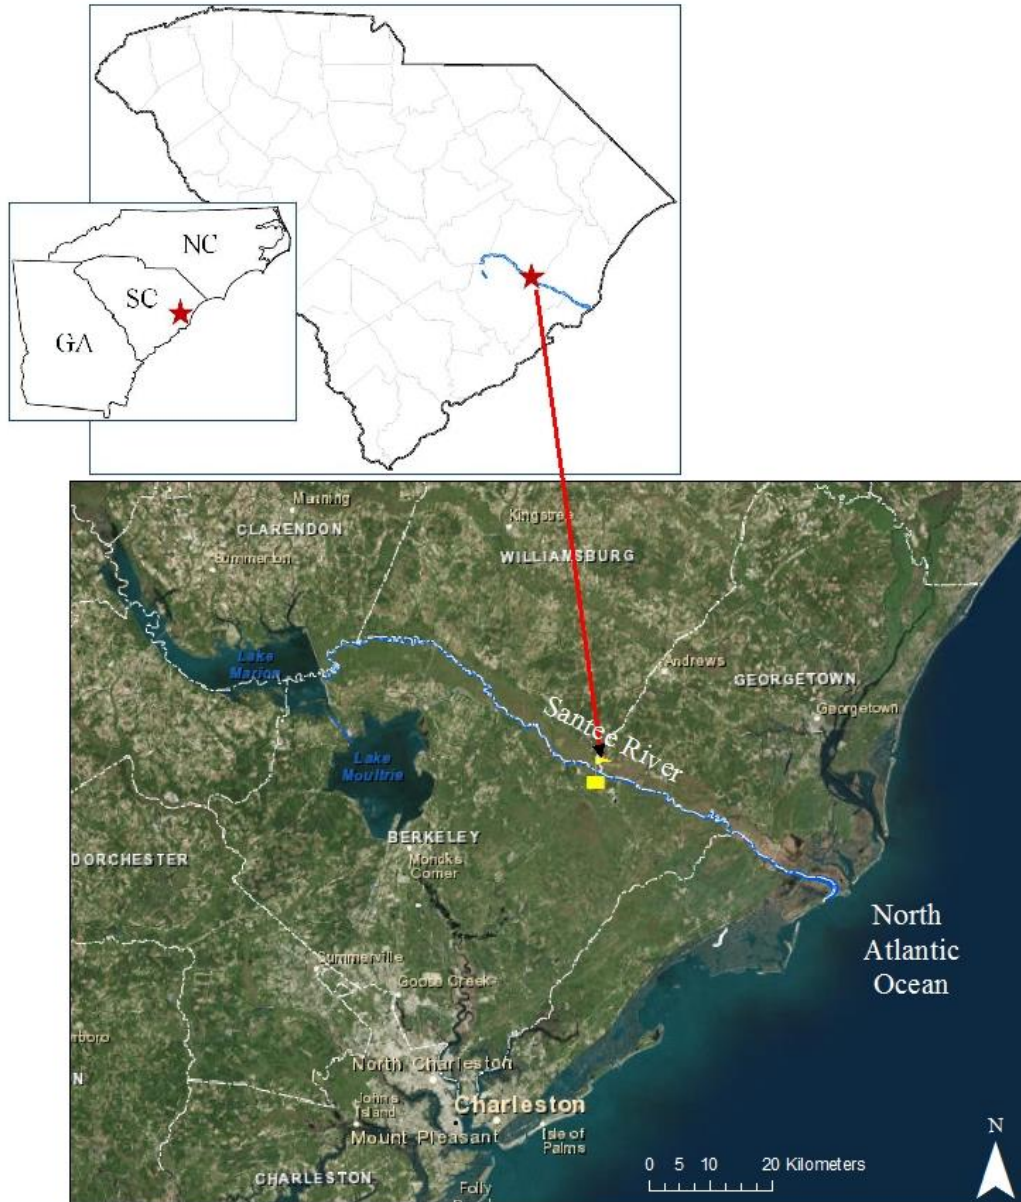 NC
SC
GA
Manning
CLARENDON
Kingstree
Summerton
WILLIAMSBURG
Lake
Marion
Andrews
GEORGETOWN
Georgetown
Santee River
Lake
Moultrie
BERKELEY
DORCHESTER
Moncks
Corner
North
Atlantic
Ocean
Summerville
Goose Creek
rboro
N
North Charleston
John's
Island
Charleston
Mount Pleasant
Isle of
Palms
CHARLESTON
Folly
0 5 10 20 Kilometers
N